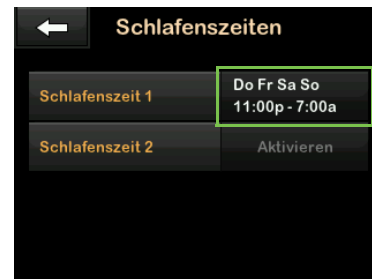 Schlafenszeiten
Schlafenszeit 1
Do Fr Sa So
11:00p - 7:00a
Schlafenszeit 2
Aktivieren